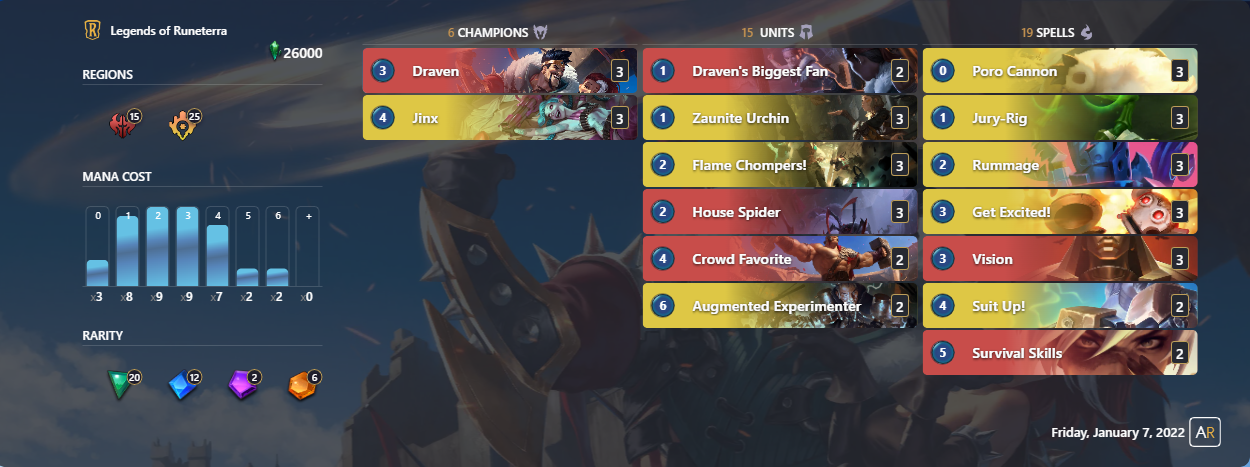 Legends of Runeterra
26000
REGIONS
15 25
MANA COST
0 1 2 3 4 5 6 +
x3 x8 x9 x9 x7 x2 x2 x0
RARITY
20 12 2 6
6 CHAMPIONS
3 Draven 3
4 Jinx 3
15 UNITS
1 Draven's Biggest Fan 2
1 Zaunite Urchin 3
2 Flame Chompers! 3
2 House Spider 3
4 Crowd Favorite 2
6 Augmented Experimenter 2
19 SPELLS
0 Poro Cannon 3
1 Jury-Rig 3
2 Rummage 3
3 Get Excited! 3
3 Vision 3
4 Suit Up! 2
5 Survival Skills 2
Friday, January 7, 2022 AR